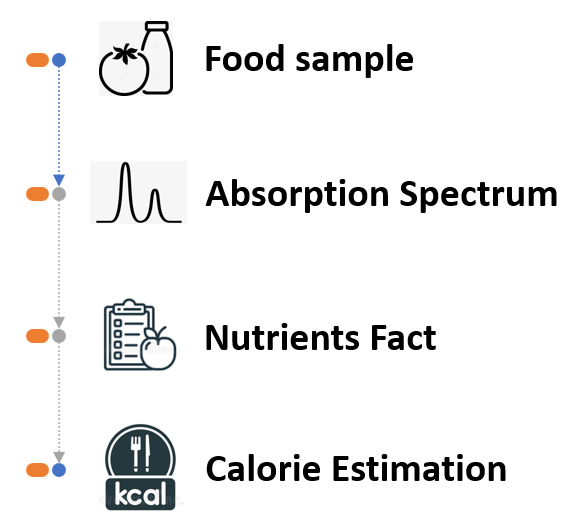 Food sample
Absorption Spectrum
Nutrients Fact
Calorie Estimation
kcal